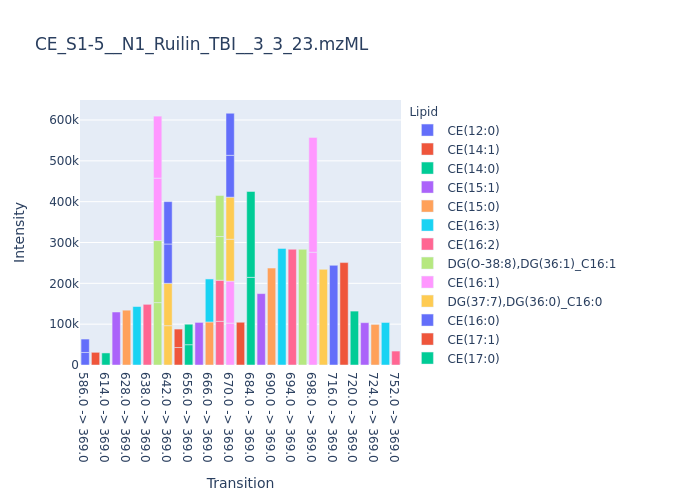 CE_S1-5__N1_Ruilin_TBI__3_3_23.mzML
Lipid
CE(12:0)
CE(14:1)
CE(14:0)
CE(15:1)
CE(15:0)
CE(16:3)
CE(16:2)
DG(O-38:8),DG(36:1)_C16:1
CE(16:1)
DG(37:7),DG(36:0)_C16:0
CE(16:0)
CE(17:1)
CE(17:0)
Intensity
600k
500k
400k
300k
200k
100k
0
586.0 -> 369.0
614.0 -> 369.0
628.0 -> 369.0
638.0 -> 369.0
642.0 -> 369.0
656.0 -> 369.0
666.0 -> 369.0
670.0 -> 369.0
684.0 -> 369.0
690.0 -> 369.0
694.0 -> 369.0
698.0 -> 369.0
716.0 -> 369.0
720.0 -> 369.0
724.0 -> 369.0
752.0 -> 369.0
Transition